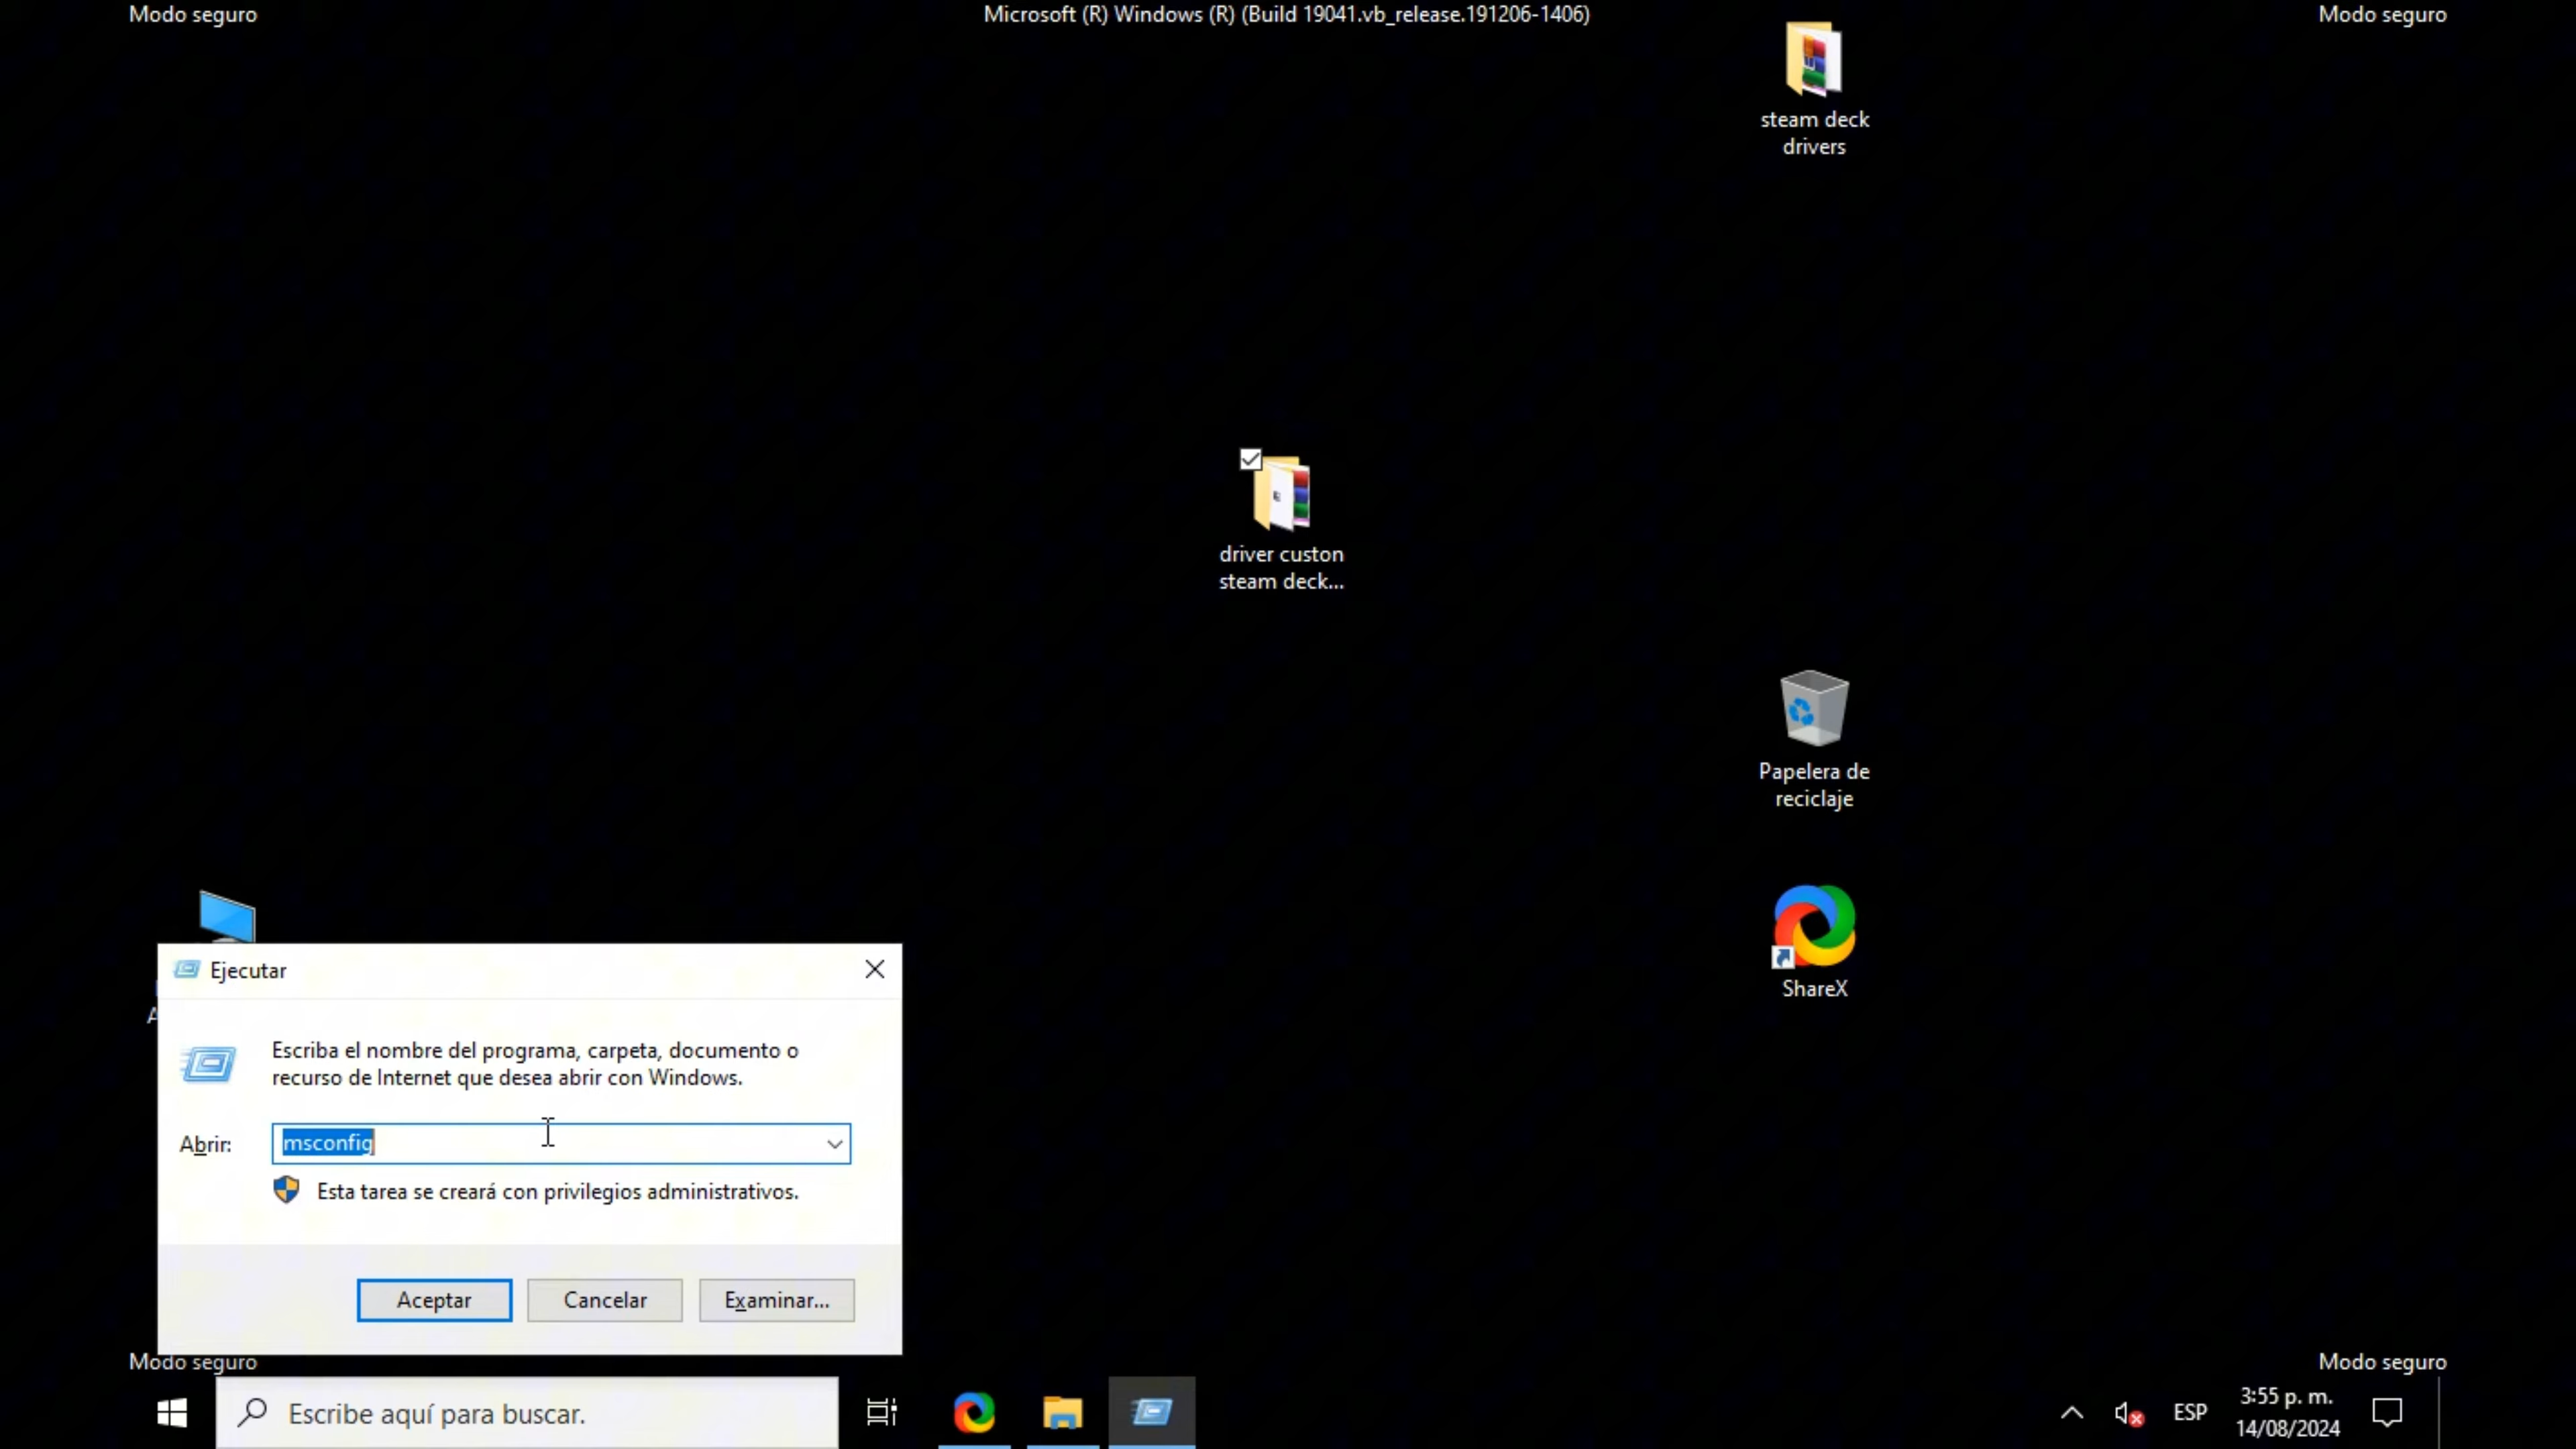 Modo seguro
Microsoft (R) Windows (R) (Build 19041.vb_release.191206-1406)
Modo seguro
steam deck
drivers
driver custon
steam deck...
Papelera de
reciclaje
ShareX
A
Ejecutar
Escriba el nombre del programa, carpeta, documento o
recurso de Internet que desea abrir con Windows.
Abrir:
msconfig
Esta tarea se creará con privilegios administrativos.
Aceptar
Cancelar
Examinar...
Modo seguro
Modo seguro
Escribe aquí para buscar.
ESP
3:55 p. m.
14/08/2024